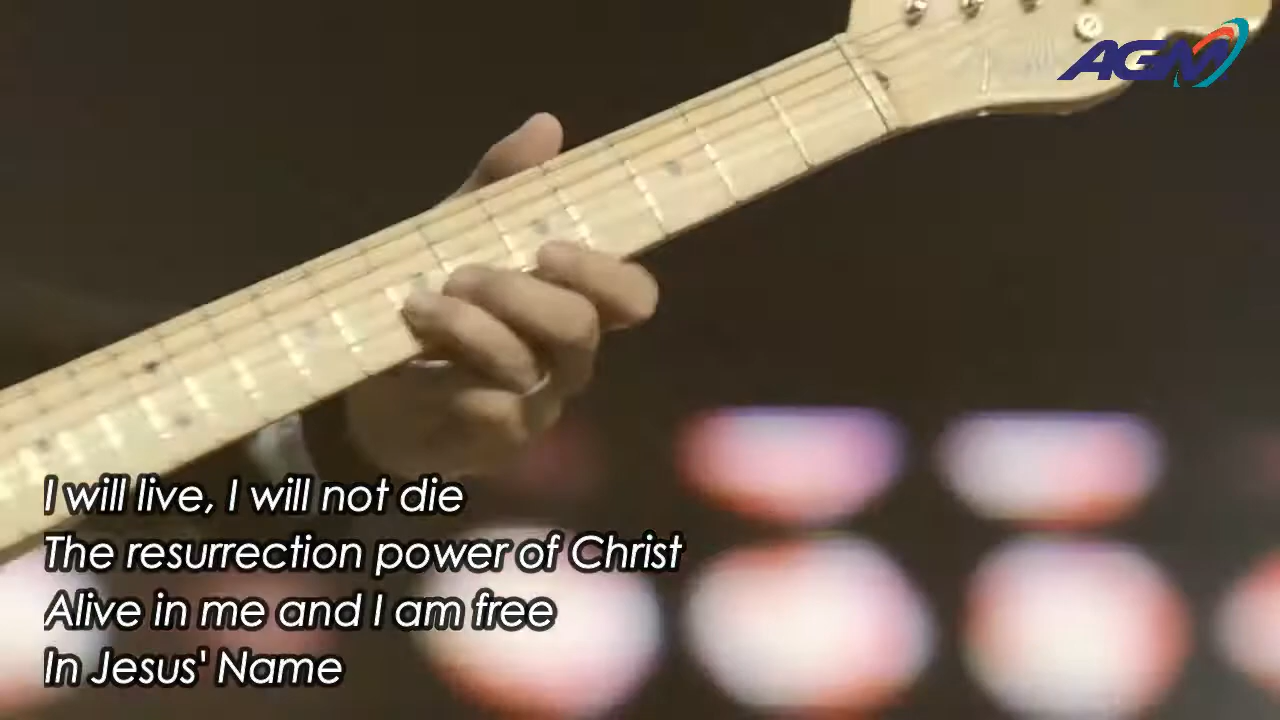 AGM
I will live, I will not die
The resurrection power of Christ
Alive in me and I am free
In Jesus' Name